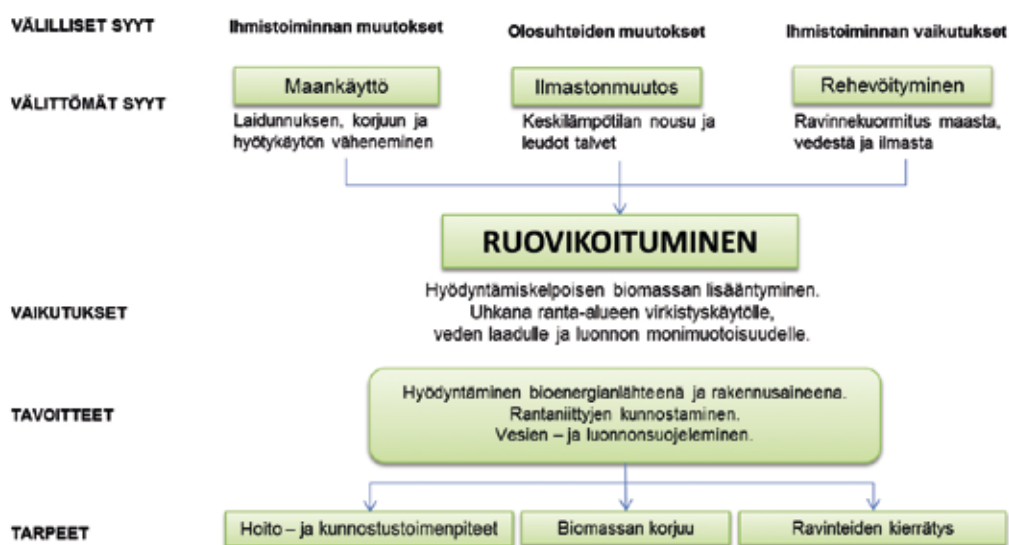 VÄLILLISET SYYT
Ihmistoiminnan muutokset
Olosuhteiden muutokset
Ihmistoiminnan vaikutukset
VÄLITTÖMÄT SYYT
Maankäyttö
Ilmastonmuutos
Rehevöityminen
Laidunnuksen, korjuun ja
hyötykäytön väheneminen
Keskilämpötilan nousu ja
leudot talvet
Ravinnekuormitus maasta,
vedestä ja ilmasta
RUOVIKOITUMINEN
VAIKUTUKSET
Hyödyntämiskelpoisen biomassan lisääntyminen.
Uhkana ranta-alueen virkistyskäytölle,
veden laadulle ja luonnon monimuotoisuudelle.
TAVOITTEET
Hyödyntäminen bioenergianlähteenä ja rakennusaineena.
Rantaniittyjen kunnostaminen.
Vesien – ja luonnonsuojeleminen.
TARPEET
Hoito – ja kunnostustoimenpiteet
Biomassan korjuu
Ravinteiden kierrätys